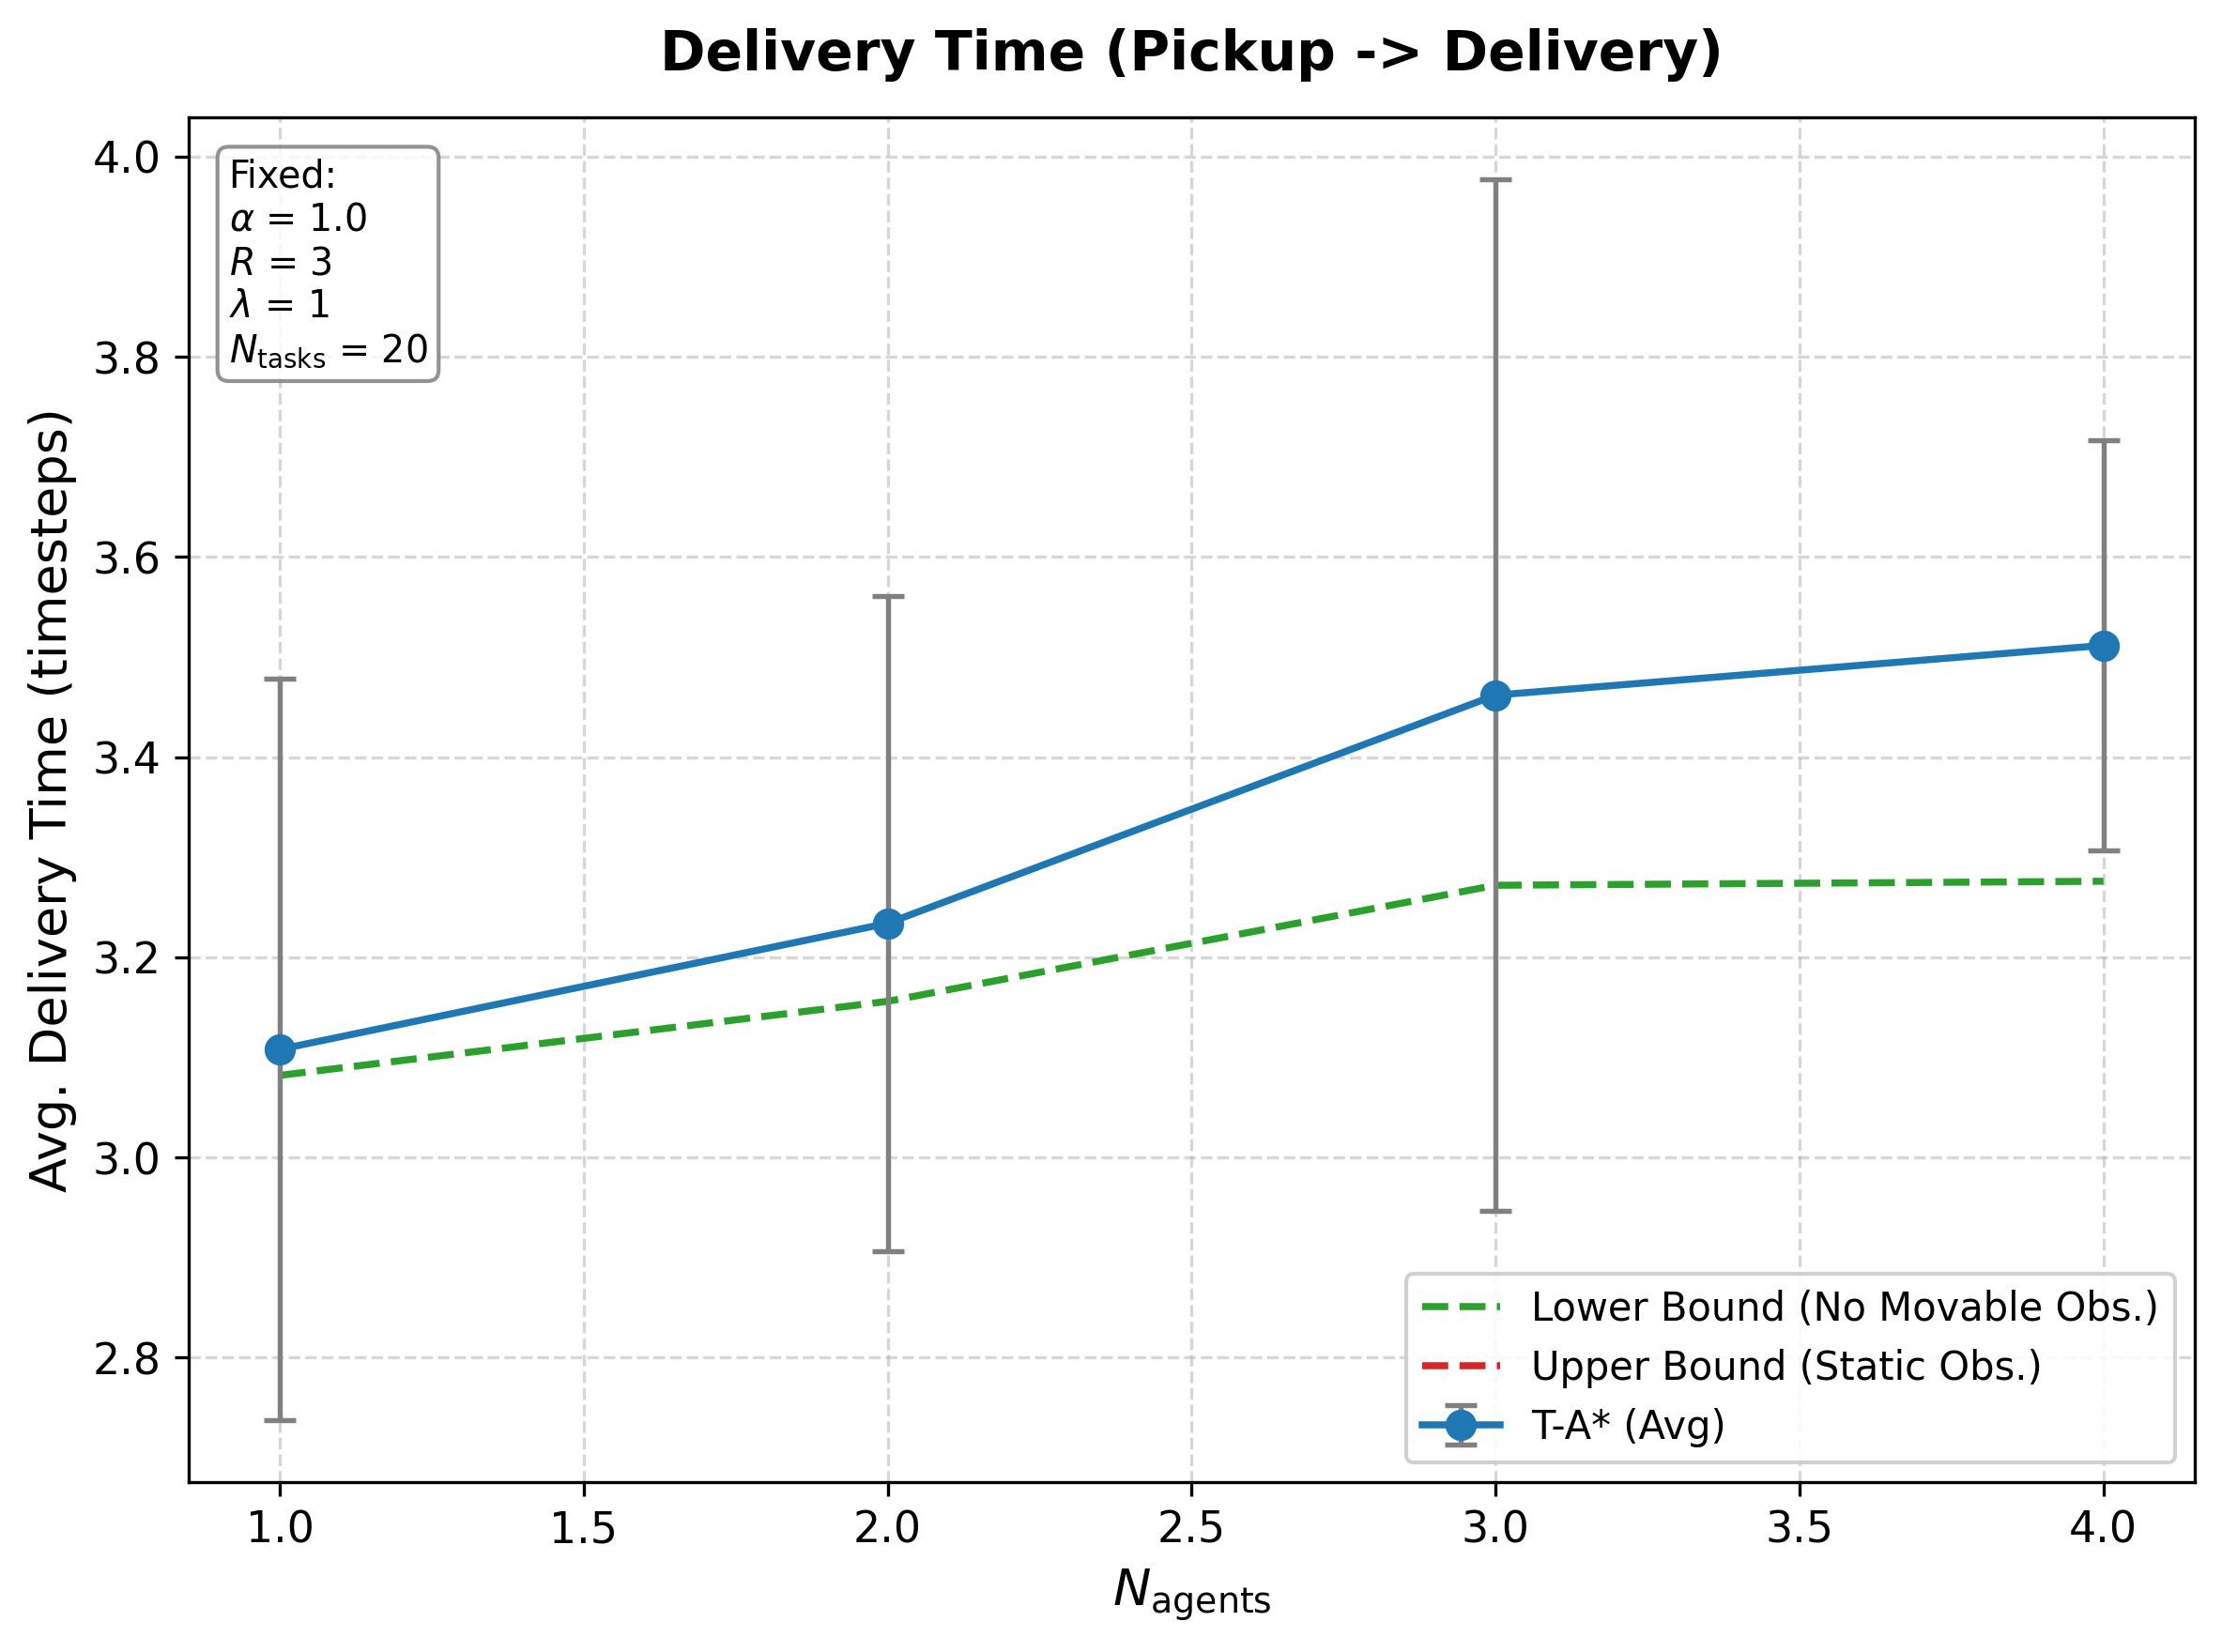 Delivery Time (Pickup -> Delivery)
Fixed:
α = 1.0
R = 3
λ = 1
N_tasks = 20
Avg. Delivery Time (timesteps)
4.0
3.8
3.6
3.4
3.2
3.0
2.8
1.0 1.5 2.0 2.5 3.0 3.5 4.0
N_agents
Lower Bound (No Movable Obs.)
Upper Bound (Static Obs.)
T-A* (Avg)